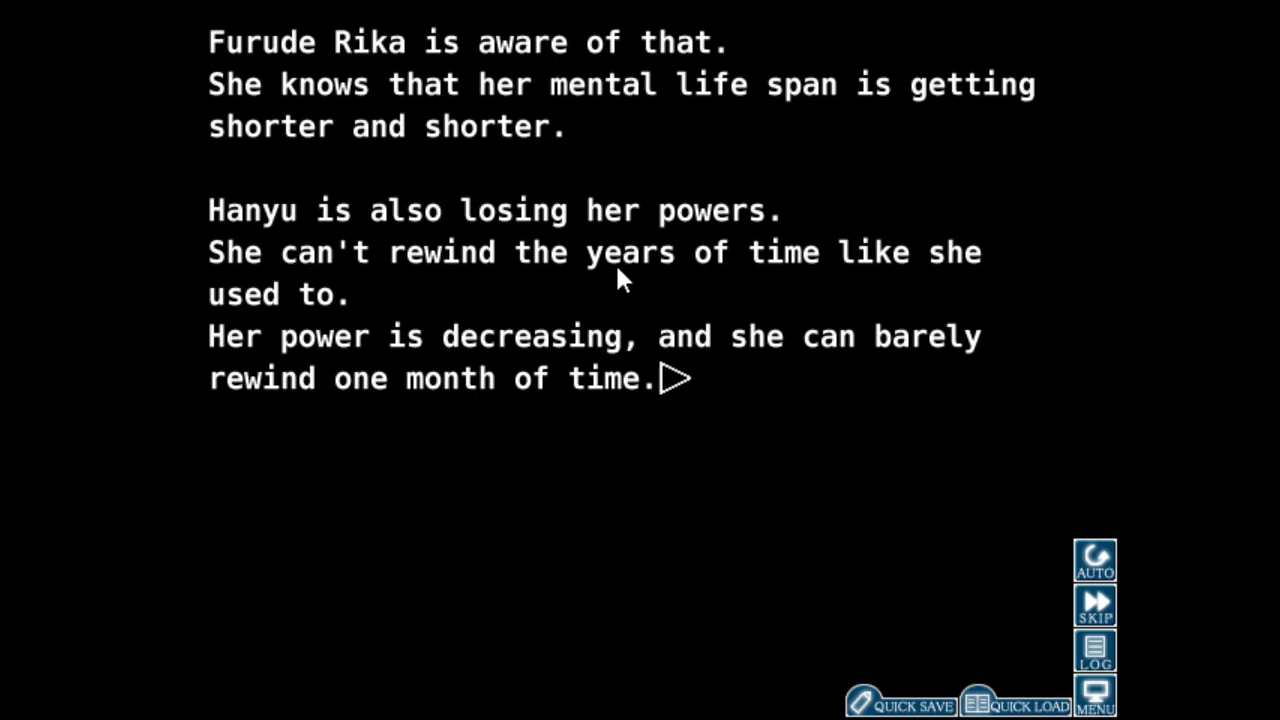 Furude Rika is aware of that.
She knows that her mental life span is getting
shorter and shorter.
Hanyu is also losing her powers.
She can't rewind the years of time like she
used to.
Her power is decreasing, and she can barely
rewind one month of time.
AUTO
SKIP
LOG
QUICK SAVE
QUICK LOAD
MENU